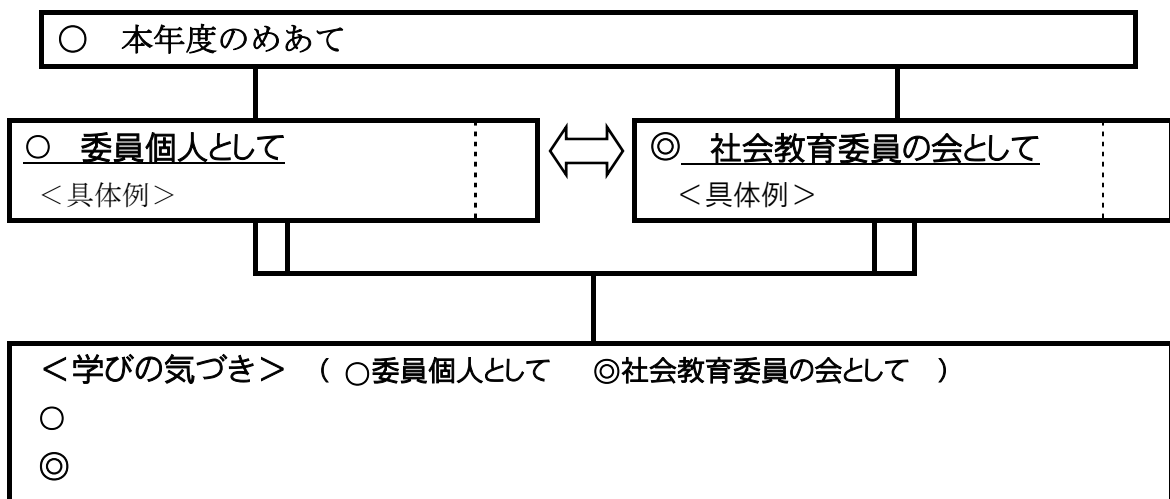 ○　本年度のめあて
○　委員個人として
＜具体例＞
◎　社会教育委員の会として
＜具体例＞
＜学びの気づき＞　（ ○委員個人として　　◎社会教育委員の会として　）
○
◎